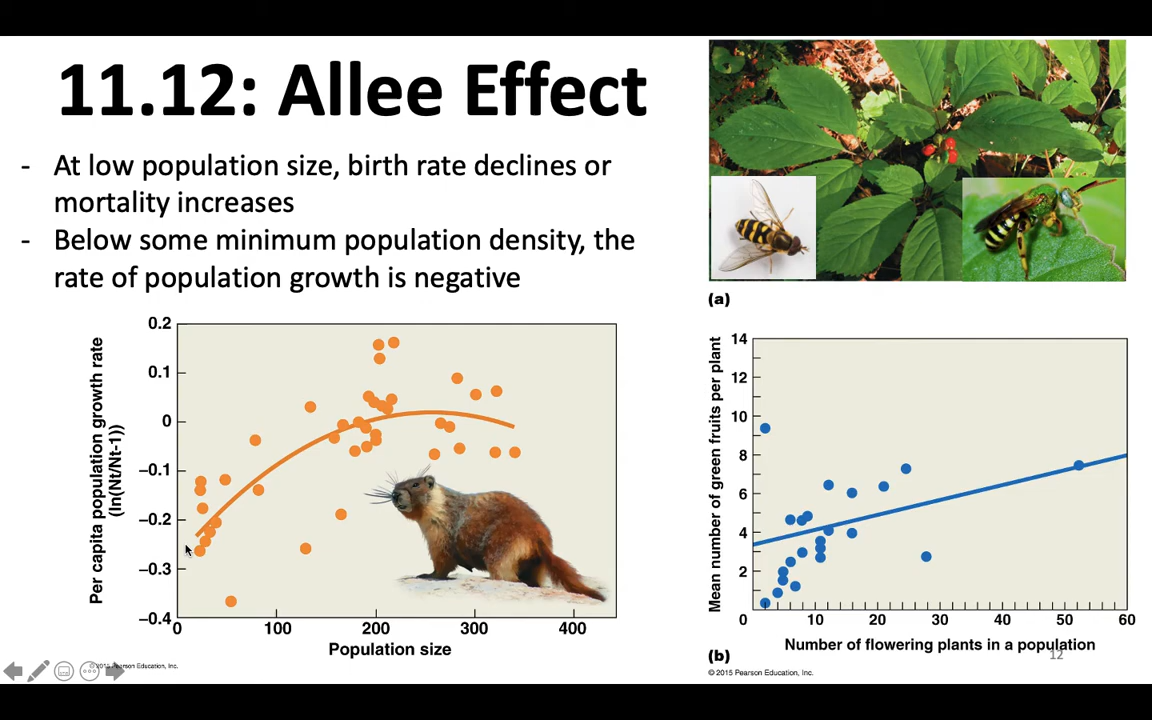 11.12: Allee Effect
- At low population size, birth rate declines or
mortality increases
- Below some minimum population density, the
rate of population growth is negative
Per capita population growth rate
(ln(Nt/Nt-1))
0.2
0.1
0
–0.1
–0.2
–0.3
–0.4
0 100 200 300 400
Population size
© 2015 Pearson Education, Inc.
(a)
Mean number of green fruits per plant
14
12
10
8
6
4
2
0 10 20 30 40 50 60
Number of flowering plants in a population
(b)
12
© 2015 Pearson Education, Inc.